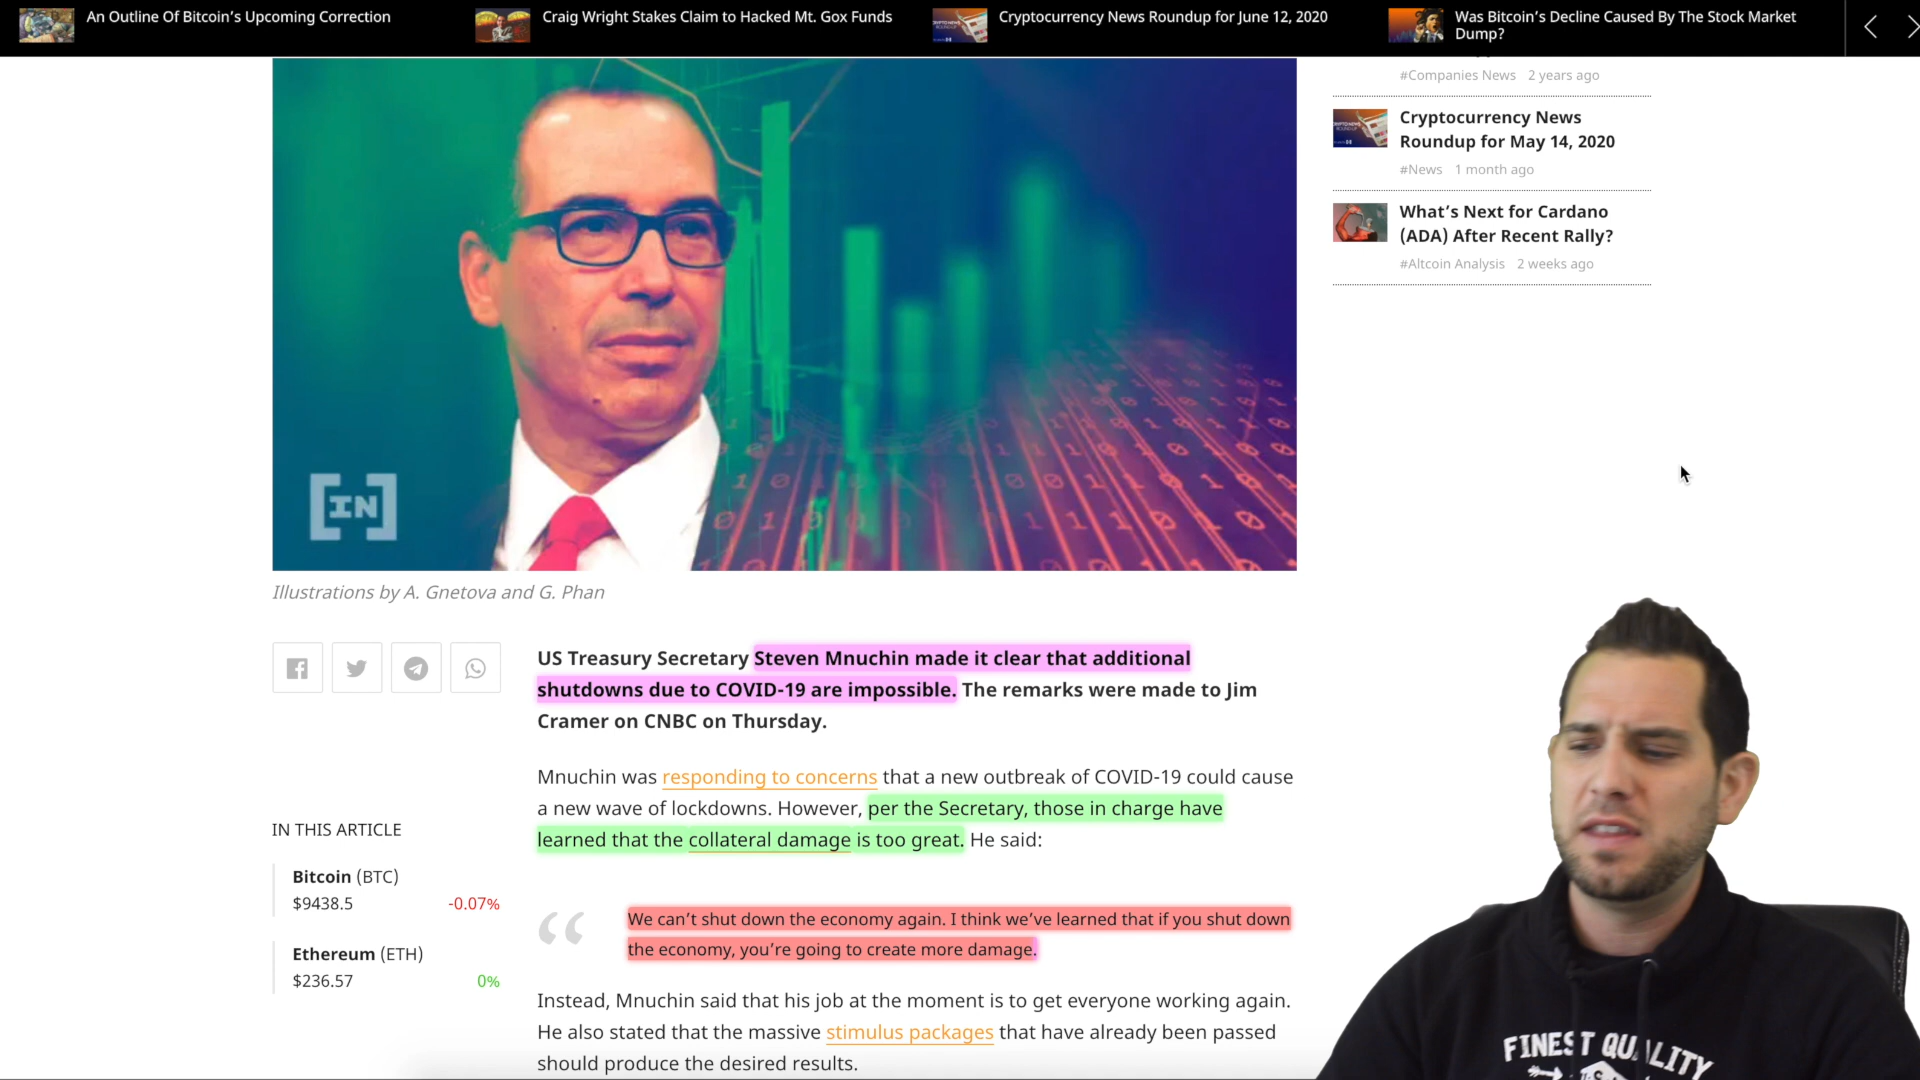 An Outline Of Bitcoin’s Upcoming Correction
Craig Wright Stakes Claim to Hacked Mt. Gox Funds
Cryptocurrency News Roundup for June 12, 2020
Was Bitcoin’s Decline Caused By The Stock Market
Dump?
#Companies News 2 years ago
Cryptocurrency News
Roundup for May 14, 2020
#News 1 month ago
What’s Next for Cardano
(ADA) After Recent Rally?
#Altcoin Analysis 2 weeks ago
[IN]
Illustrations by A. Gnetova and G. Phan
US Treasury Secretary Steven Mnuchin made it clear that additional
shutdowns due to COVID-19 are impossible. The remarks were made to Jim
Cramer on CNBC on Thursday.
Mnuchin was responding to concerns that a new outbreak of COVID-19 could cause
a new wave of lockdowns. However, per the Secretary, those in charge have
learned that the collateral damage is too great. He said:
IN THIS ARTICLE
Bitcoin (BTC)
$9438.5 -0.07%
Ethereum (ETH)
$236.57 0%
“ We can’t shut down the economy again. I think we’ve learned that if you shut down
the economy, you’re going to create more damage.
Instead, Mnuchin said that his job at the moment is to get everyone working again.
He also stated that the massive stimulus packages that have already been passed
should produce the desired results.
FINEST QUALITY